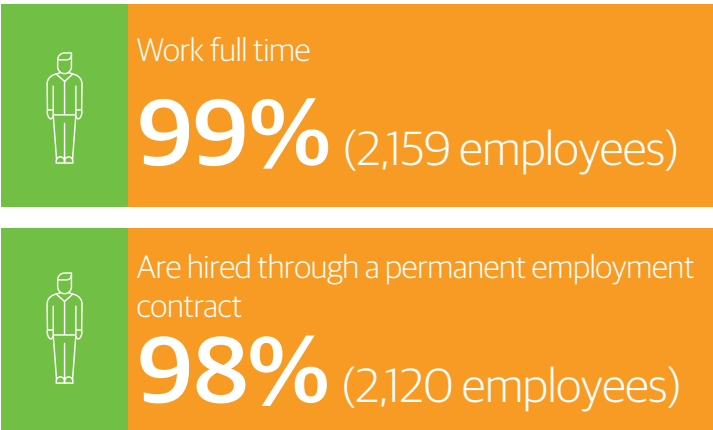 Work full time
99% (2,159 employees)
Are hired through a permanent employment
contract
98% (2,120 employees)